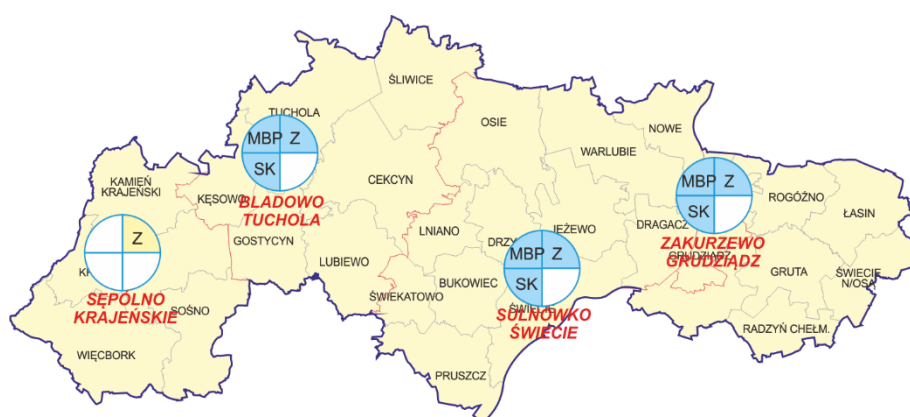 ŚLIWICE
TUCHOLA
MBP Z
SK
BLADOWO
TUCHOLA
OSIE
NOWE
WARLUBIE
KAMIEŃ
KRAJEŃSKI
KĘSOWO
CEKCYN
MBP Z
SK
ROGÓŹNO
ŁASIN
Z
SĘPÓLNO
KRAJEŃSKIE
GOSTYCYN
LUBIEWO
LNIANO
JEŻEWO
MBP Z
SK
SULNÓWKO
ŚWIECIE
DRAGACZ
ZAKURZEWO
GRUDZIĄDZ
GRUTA
ŚWIECIE
N/OSĄ
BUKOWIEC
ŚWIEKATOWO
SOŚNO
RADZYŃ CHEŁM.
WIĘCBORK
PRUSZCZ